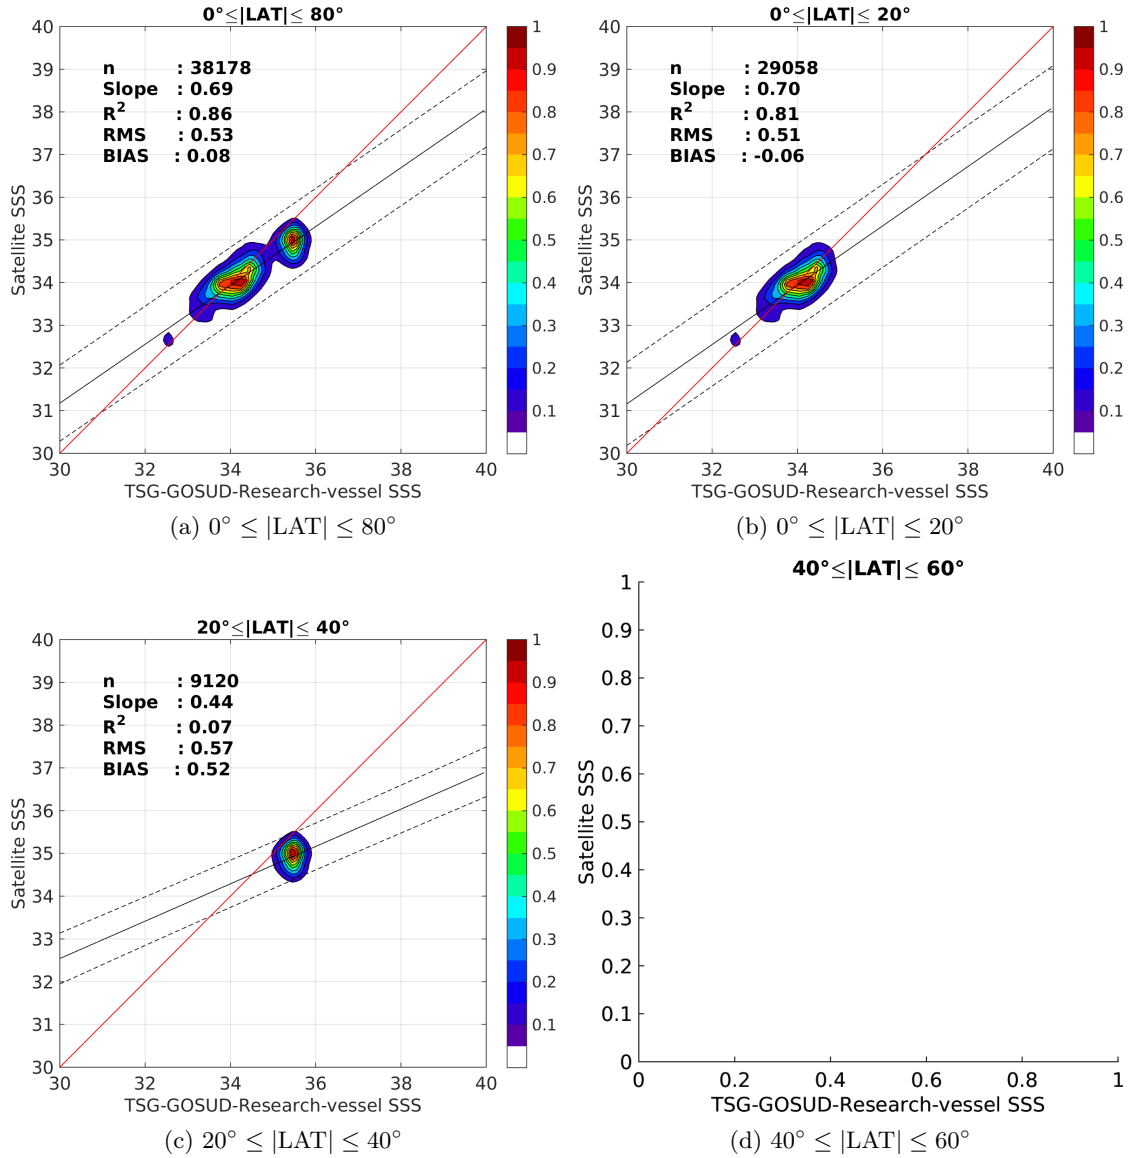 0°≤|LAT|≤ 80°
40
39
38
37
36
35
34
33
32
31
30
Satellite SSS
n : 38178
Slope : 0.69
R² : 0.86
RMS : 0.53
BIAS : 0.08
30 32 34 36 38 40
TSG-GOSUD-Research-vessel SSS
1
0.9
0.8
0.7
0.6
0.5
0.4
0.3
0.2
0.1
(a) 0° ≤ |LAT| ≤ 80°
0°≤|LAT|≤ 20°
40
39
38
37
36
35
34
33
32
31
30
Satellite SSS
n : 29058
Slope : 0.70
R² : 0.81
RMS : 0.51
BIAS : -0.06
30 32 34 36 38 40
TSG-GOSUD-Research-vessel SSS
1
0.9
0.8
0.7
0.6
0.5
0.4
0.3
0.2
0.1
(b) 0° ≤ |LAT| ≤ 20°
20°≤|LAT|≤ 40°
40
39
38
37
36
35
34
33
32
31
30
Satellite SSS
n : 9120
Slope : 0.44
R² : 0.07
RMS : 0.57
BIAS : 0.52
30 32 34 36 38 40
TSG-GOSUD-Research-vessel SSS
1
0.9
0.8
0.7
0.6
0.5
0.4
0.3
0.2
0.1
(c) 20° ≤ |LAT| ≤ 40°
40°≤|LAT|≤ 60°
1
0.9
0.8
0.7
0.6
0.5
0.4
0.3
0.2
0.1
0
Satellite SSS
0 0.2 0.4 0.6 0.8 1
TSG-GOSUD-Research-vessel SSS
(d) 40° ≤ |LAT| ≤ 60°